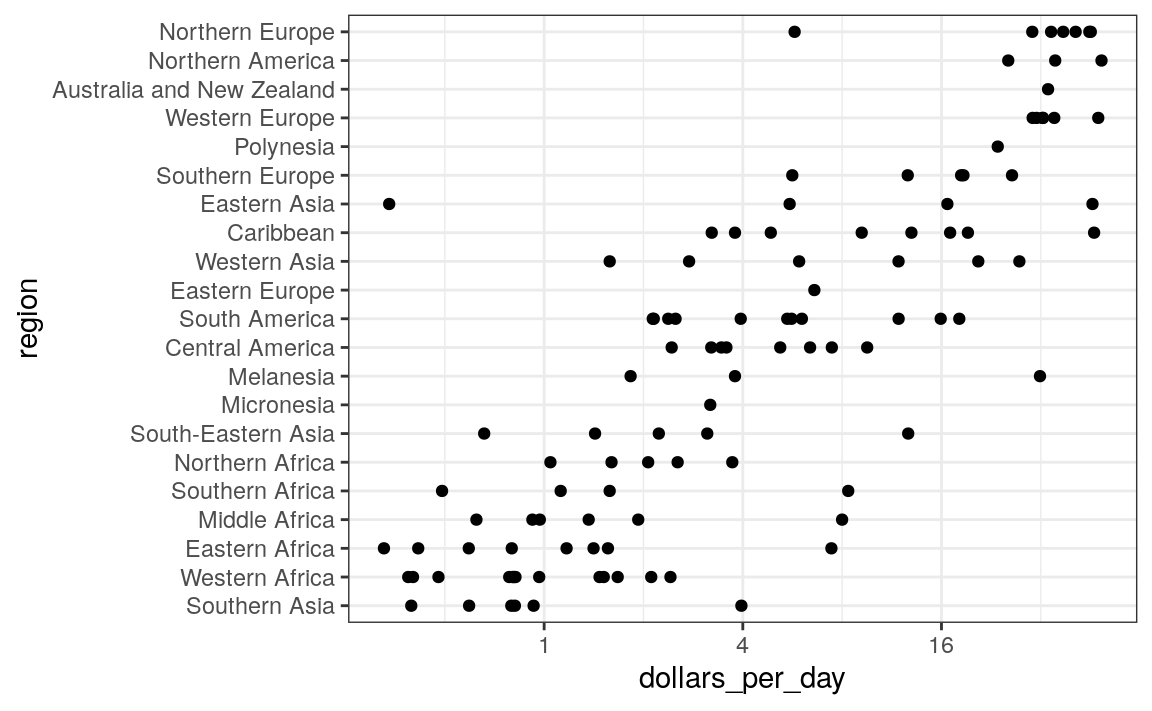 Northern Europe
Northern America
Australia and New Zealand
Western Europe
Polynesia
Southern Europe
Eastern Asia
Caribbean
Western Asia
Eastern Europe
South America
Central America
Melanesia
Micronesia
South-Eastern Asia
Northern Africa
Southern Africa
Middle Africa
Eastern Africa
Western Africa
Southern Asia
region
1 4 16
dollars_per_day